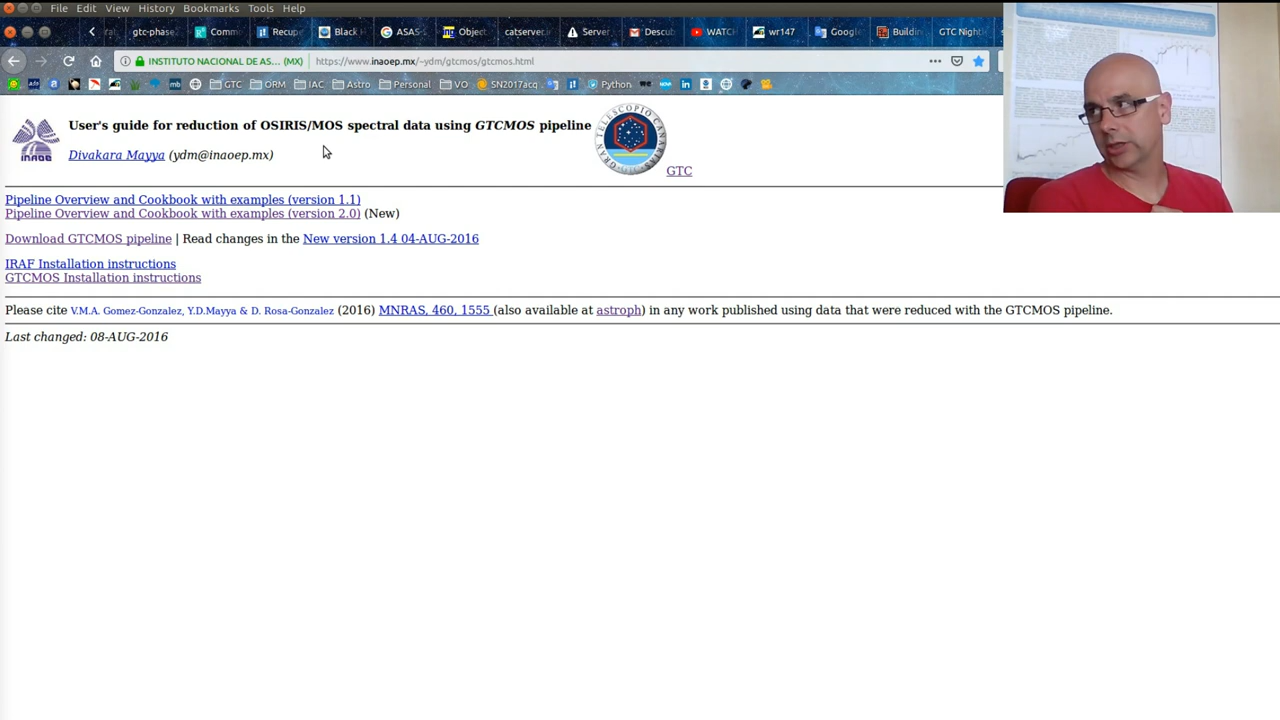 File Edit View History Bookmarks Tools Help
gtc-phase Comm Recupe Black H ASAS- Object catserver.ie Server Descub WATC wr147 Google Buildin GTC Night
INSTITUTO NACIONAL DE AS... (MX) https://www.inaoep.mx/~ydm/gtcmos/gtcmos.html
GTC ORM IAC Astro Personal VO SN2017acq Python
User's guide for reduction of OSIRIS/MOS spectral data using GTCMOS pipeline
Divakara Mayya (ydm@inaoep.mx)
GTC
Pipeline Overview and Cookbook with examples (version 1.1)
Pipeline Overview and Cookbook with examples (version 2.0) (New)
Download GTCMOS pipeline | Read changes in the New version 1.4 04-AUG-2016
IRAF Installation instructions
GTCMOS Installation instructions
Please cite V.M.A. Gomez-Gonzalez, Y.D.Mayya & D. Rosa-Gonzalez (2016) MNRAS, 460, 1555 (also available at astroph) in any work published using data that were reduced with the GTCMOS pipeline.
Last changed: 08-AUG-2016